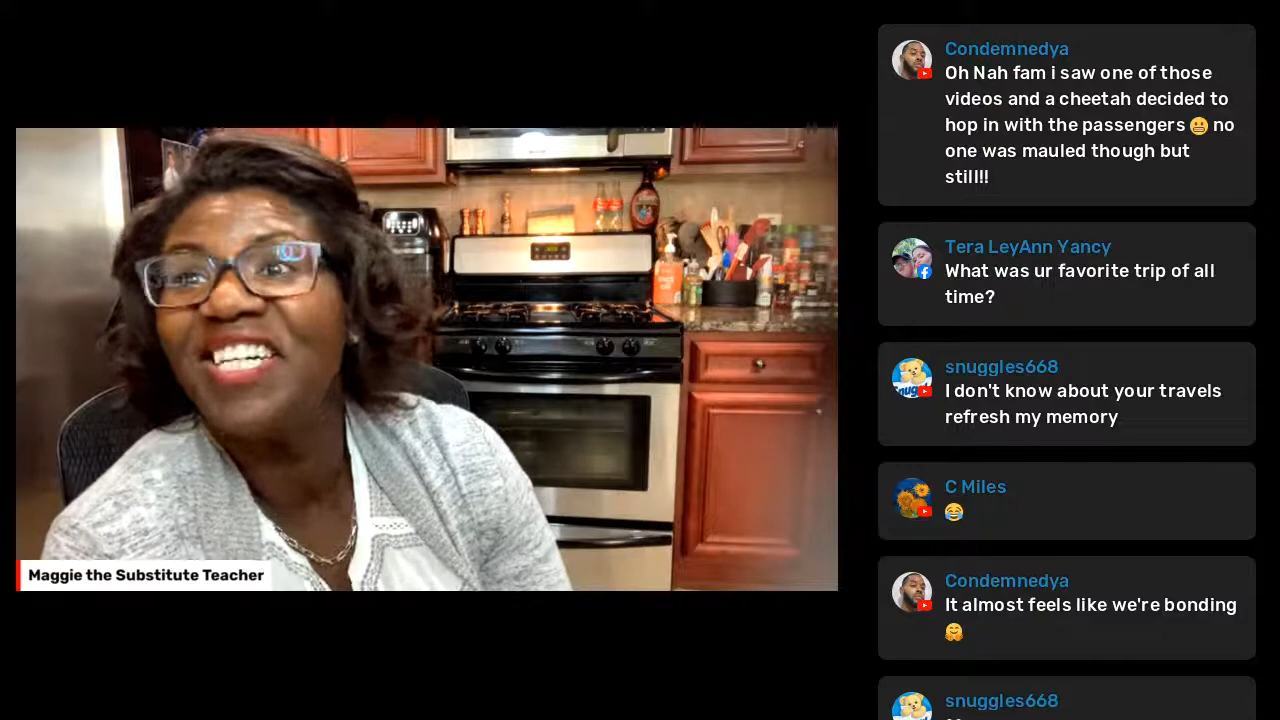 Condemnedya
Oh Nah fam i saw one of those
videos and a cheetah decided to
hop in with the passengers 😬 no
one was mauled though but
still!!
Tera LeyAnn Yancy
What was ur favorite trip of all
time?
snuggles668
I don't know about your travels
refresh my memory
C Miles
😂
Condemnedya
It almost feels like we're bonding
🤗
snuggles668
Maggie the Substitute Teacher